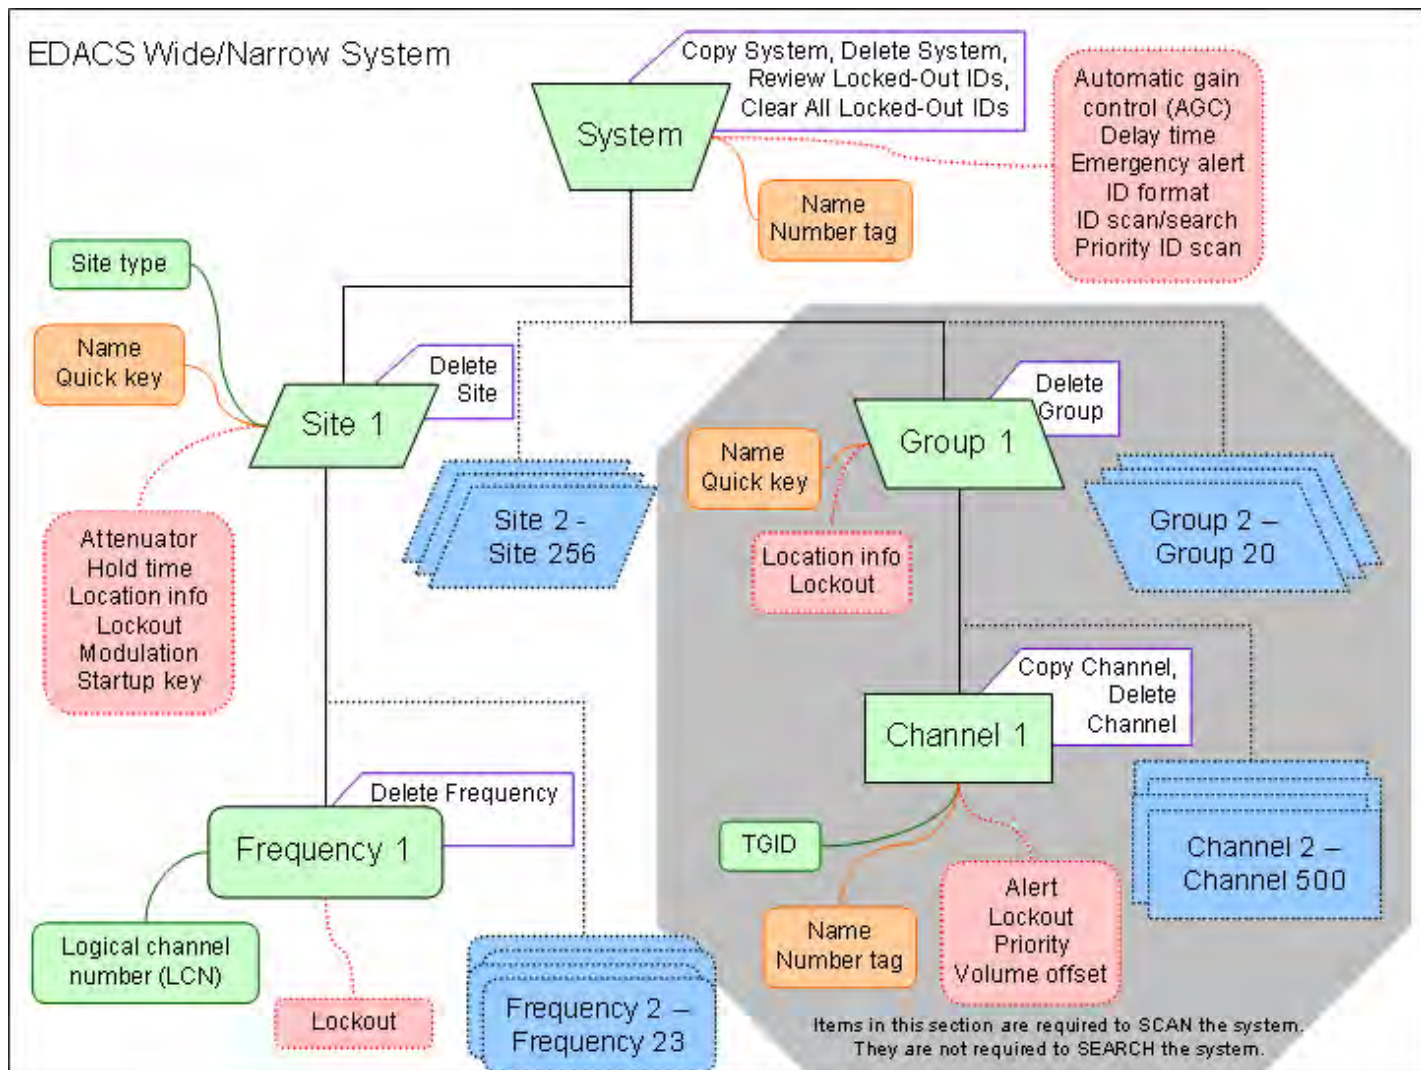 EDACS Wide/Narrow System
Copy System, Delete System,
Review Locked-Out IDs,
Clear All Locked-Out IDs
System
Automatic gain
control (AGC)
Delay time
Emergency alert
ID format
ID scan/search
Priority ID scan
Name
Number tag
Site type
Name
Quick key
Delete
Site
Site 1
Attenuator
Hold time
Location info
Lockout
Modulation
Startup key
Site 2 -
Site 256
Delete
Group
Group 1
Name
Quick key
Location info
Lockout
Group 2 –
Group 20
Copy Channel,
Delete
Channel
Channel 1
TGID
Name
Number tag
Alert
Lockout
Priority
Volume offset
Channel 2 –
Channel 500
Delete Frequency
Frequency 1
Logical channel
number (LCN)
Lockout
Frequency 2 –
Frequency 23
Items in this section are required to SCAN the system.
They are not required to SEARCH the system.